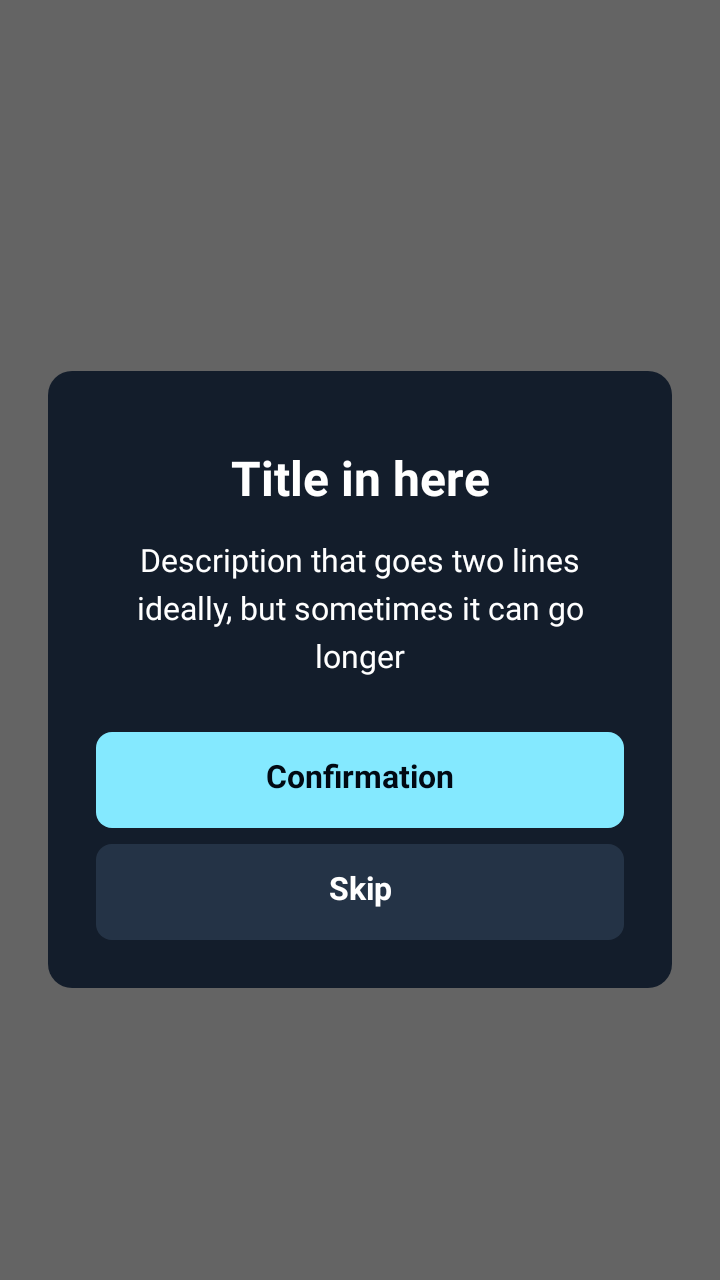 Title in here
Description that goes two lines
ideally, but sometimes it can go
longer
Confirmation
Skip